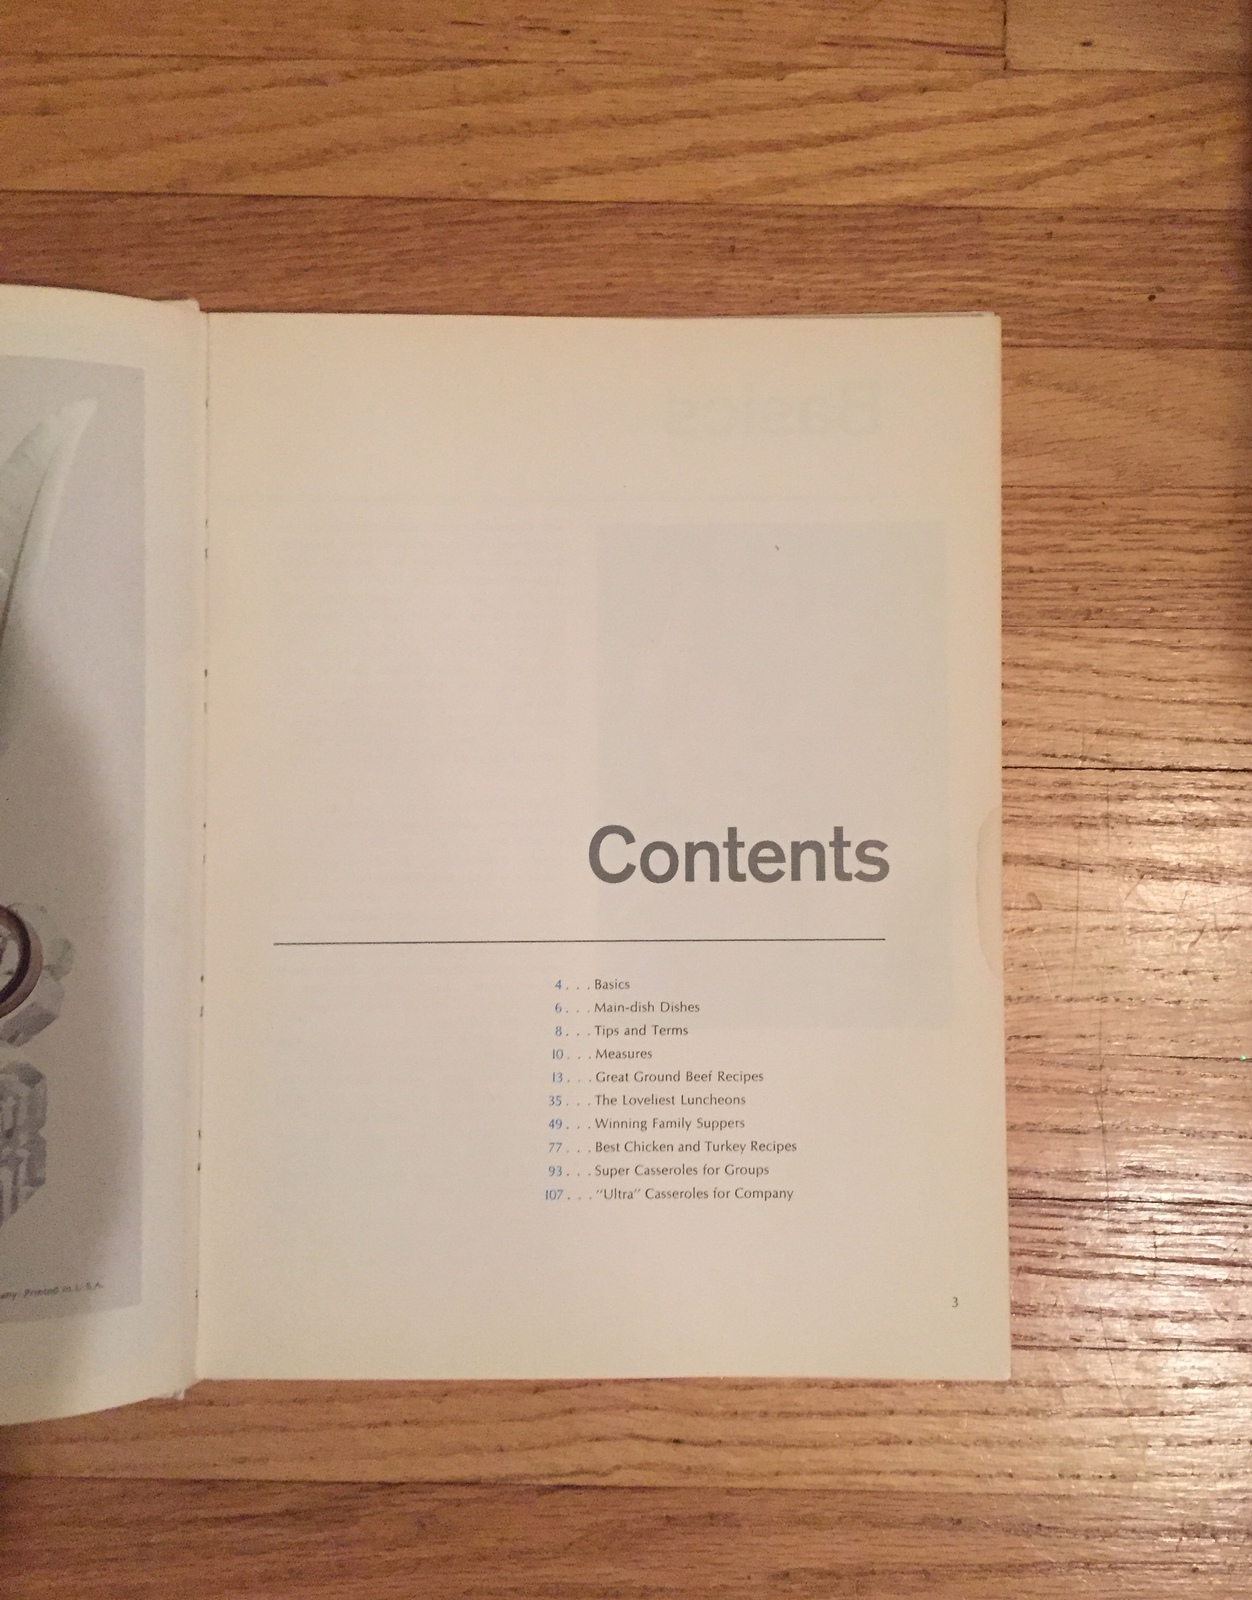 Contents
4 . . . Basics
6 . . . Main-dish Dishes
8 . . . Tips and Terms
10 . . . Measures
13 . . . Great Ground Beef Recipes
35 . . . The Loveliest Luncheons
49 . . . Winning Family Suppers
77 . . . Best Chicken and Turkey Recipes
93 . . . Super Casseroles for Groups
107 . . . "Ultra" Casseroles for Company
Printed in U.S.A.
3